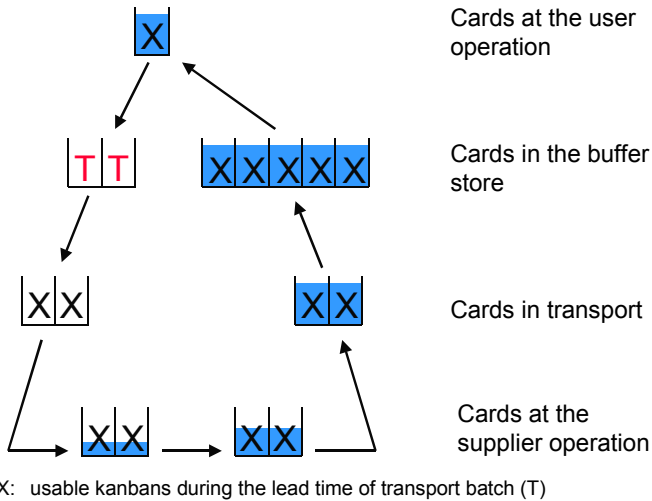 X
Cards at the user
operation
T T
X X X X X
Cards in the buffer
store
X X
X X
Cards in transport
X X
X X
Cards at the
supplier operation
X: usable kanbans during the lead time of transport batch (T)